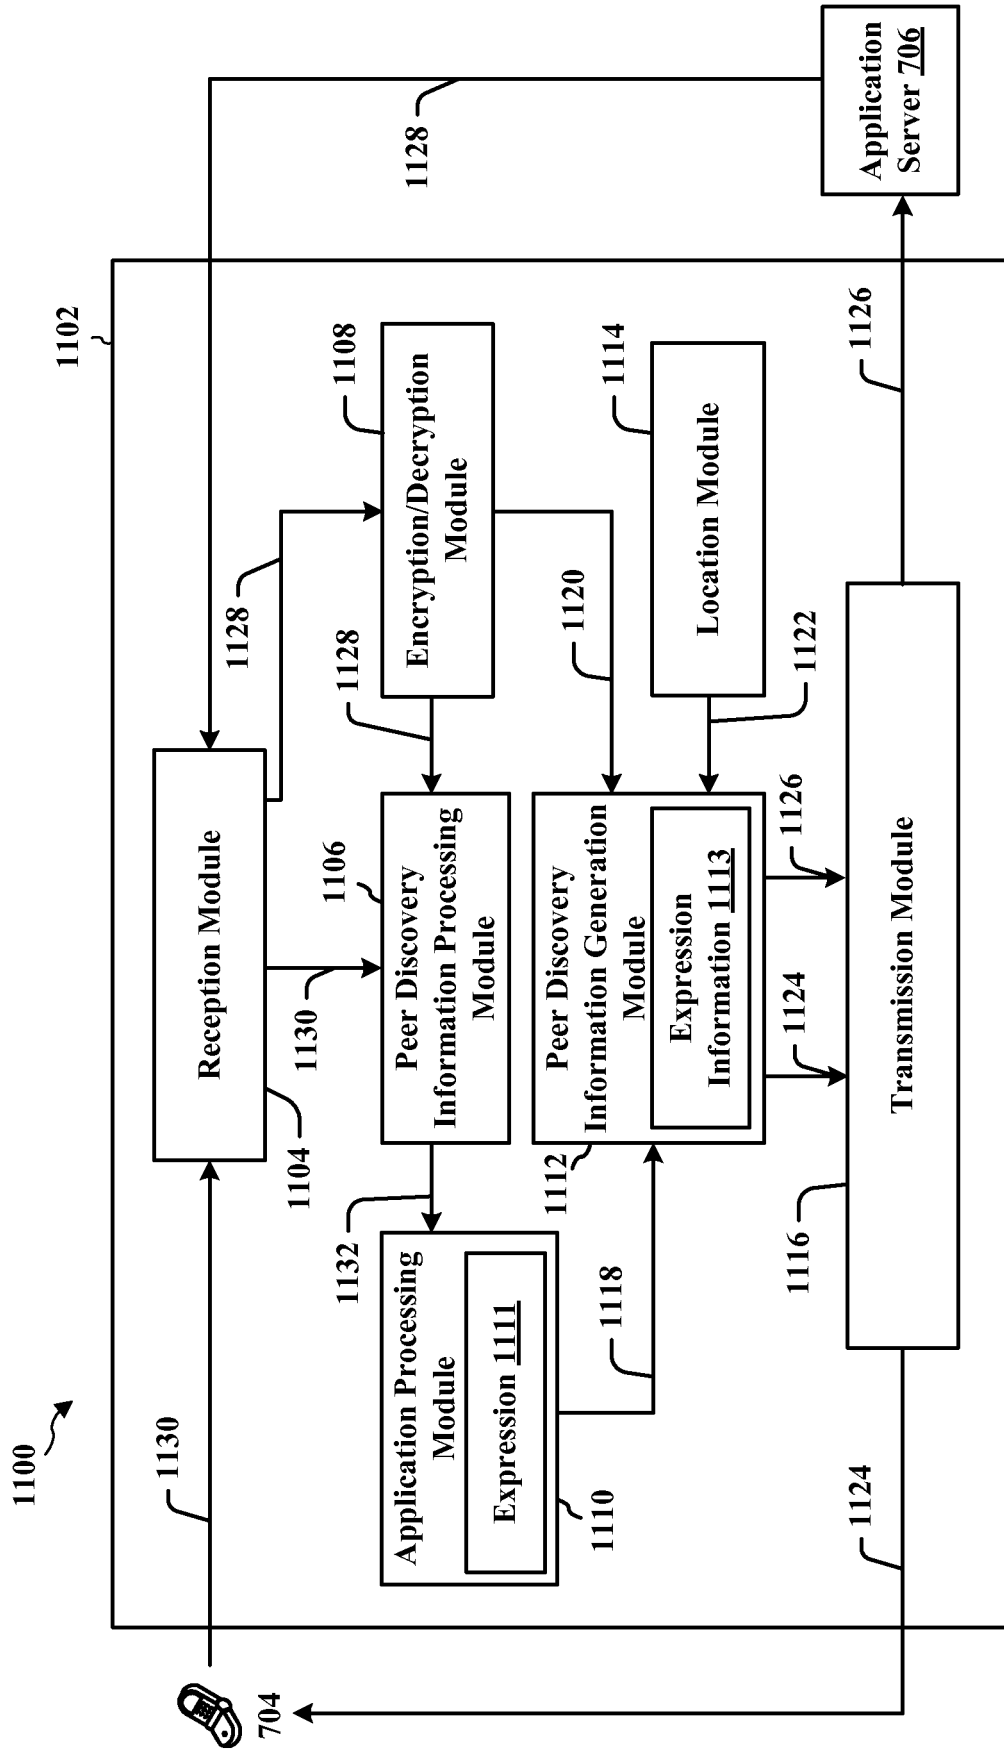 1100
1102
704
1130
1128
Reception Module
1104
1128
1130
1106
Peer Discovery
Information Processing
Module
1128
Encryption/Decryption
Module
1108
1132
Application Processing
Module
Expression 1111
1110
1118
1112
Peer Discovery
Information Generation
Module
Expression
Information 1113
1120
1122
Location Module
1114
1124
1126
1116
Transmission Module
1124
1126
Application
Server 706